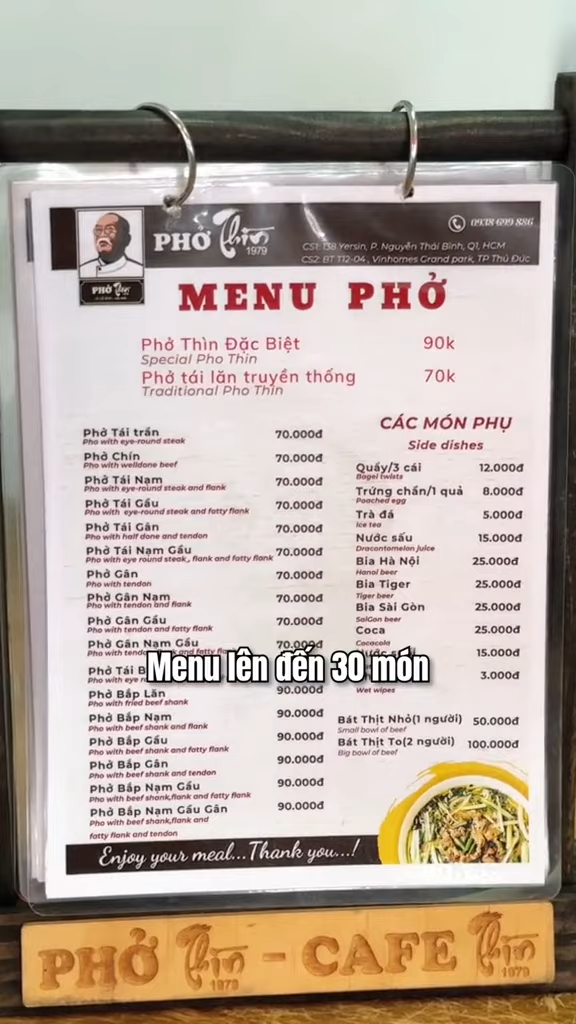 PHỞ Thìn 1979
0938 699 886
CS1: 138 Yersin, P. Nguyễn Thái Bình, Q1, HCM
CS2: BT T12-04 , Vinhomes Grand park, TP Thủ Đức
PHỞ Thìn
MENU PHỞ
Phở Thìn Đặc Biệt 90k
Special Pho Thin
Phở tái lăn truyền thống 70k
Traditional Pho Thin
Phở Tái trần 70.000đ
Pho with eye-round steak
Phở Chín 70.000đ
Pho with welldone beef
Phở Tái Nạm 70.000đ
Pho with eye-round steak and flank
Phở Tái Gầu 70.000đ
Pho with eye-round steak and fatty flank
Phở Tái Gân 70.000đ
Pho with half done and tendon
Phở Tái Nạm Gầu 70.000đ
Pho with eye round steak, flank and fatty flank
Phở Gân 70.000đ
Pho with tendon
Phở Gân Nạm 70.000đ
Pho with tendon and flank
Phở Gân Gầu 70.000đ
Pho with tendon and fatty flank
Phở Gân Nạm Gầu 70.000đ
Pho with
Phở Tái
Pho with eye
Phở Bắp Lăn 90.000đ
Pho with fried beef shank
Phở Bắp Nạm 90.000đ
Pho with beef shank and flank
Phở Bắp Gầu 90.000đ
Pho with beef shank and fatty flank
Phở Bắp Gân 90.000đ
Pho with beef shank and tendon
Phở Bắp Nạm Gầu 90.000đ
Pho with beef shank,flank and fatty flank
Phở Bắp Nạm Gầu Gân 90.000đ
Pho with beef shank,flank and
fatty flank and tendon
CÁC MÓN PHỤ
Side dishes
Quẩy/3 cái 12.000đ
Bagel twists
Trứng chần/1 quả 8.000đ
Poached egg
Trà đá 5.000đ
Ice tea
Nước sấu 15.000đ
Dracontomelon juice
Bia Hà Nội 25.000đ
Hanoi beer
Bia Tiger 25.000đ
Tiger beer
Bia Sài Gòn 25.000đ
SaiGon beer
Coca 25.000đ
Cocacola
15.000đ
3.000đ
Wet wipes
Bát Thịt Nhỏ(1 người) 50.000đ
Small bowl of beef
Bát Thịt To(2 người) 100.000đ
Big bowl of beef
Menu lên đến 30 món
Enjoy your meal...Thank you...!
PHỞ Thìn 1979 - CAFE Thìn 1979